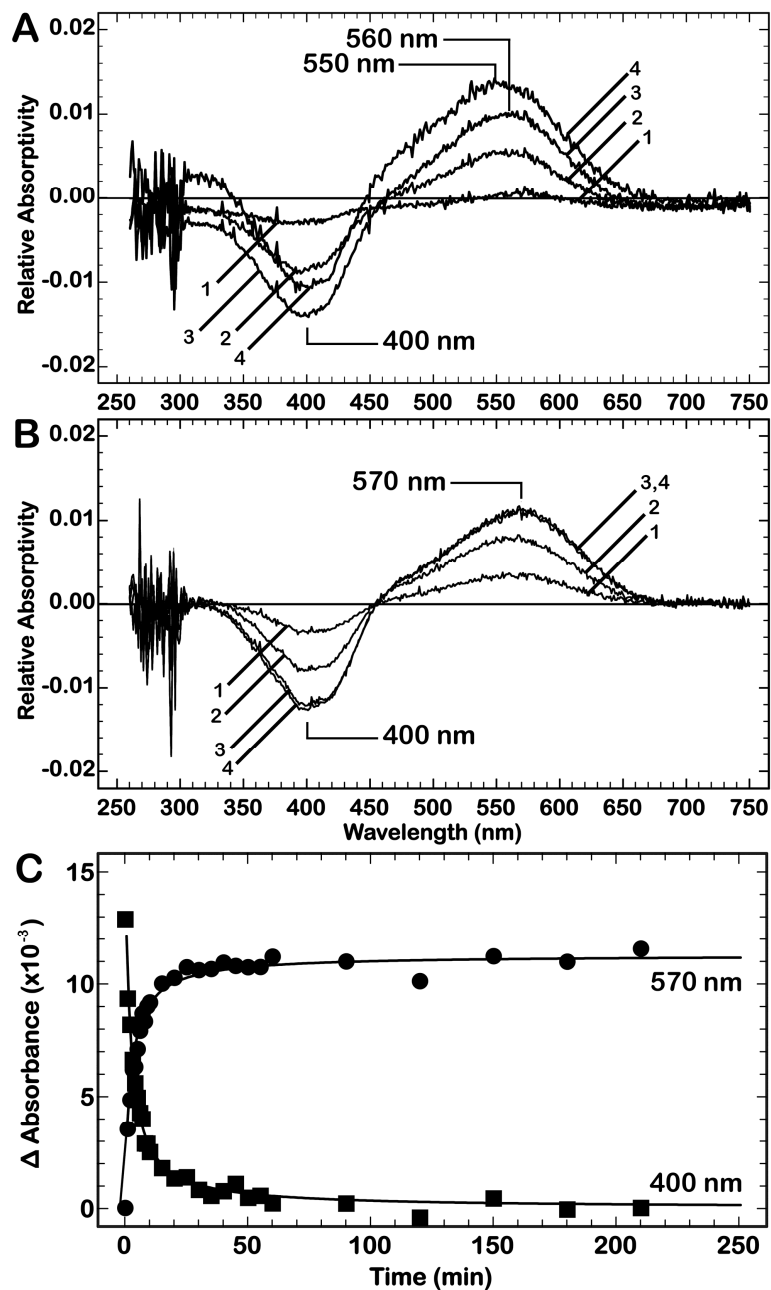 A
0.02
0.01
0.00
-0.01
-0.02
Relative Absorptivity
560 nm
550 nm
4
3
2
1
1
3
2
4
400 nm
250 300 350 400 450 500 550 600 650 700 750
B
0.02
0.01
0.00
-0.01
-0.02
Relative Absorptivity
570 nm
3,4
2
1
1
2
3
4
400 nm
250 300 350 400 450 500 550 600 650 700 750
Wavelength (nm)
C
15
10
5
0
Δ Absorbance (x10⁻³)
570 nm
400 nm
0 50 100 150 200 250
Time (min)